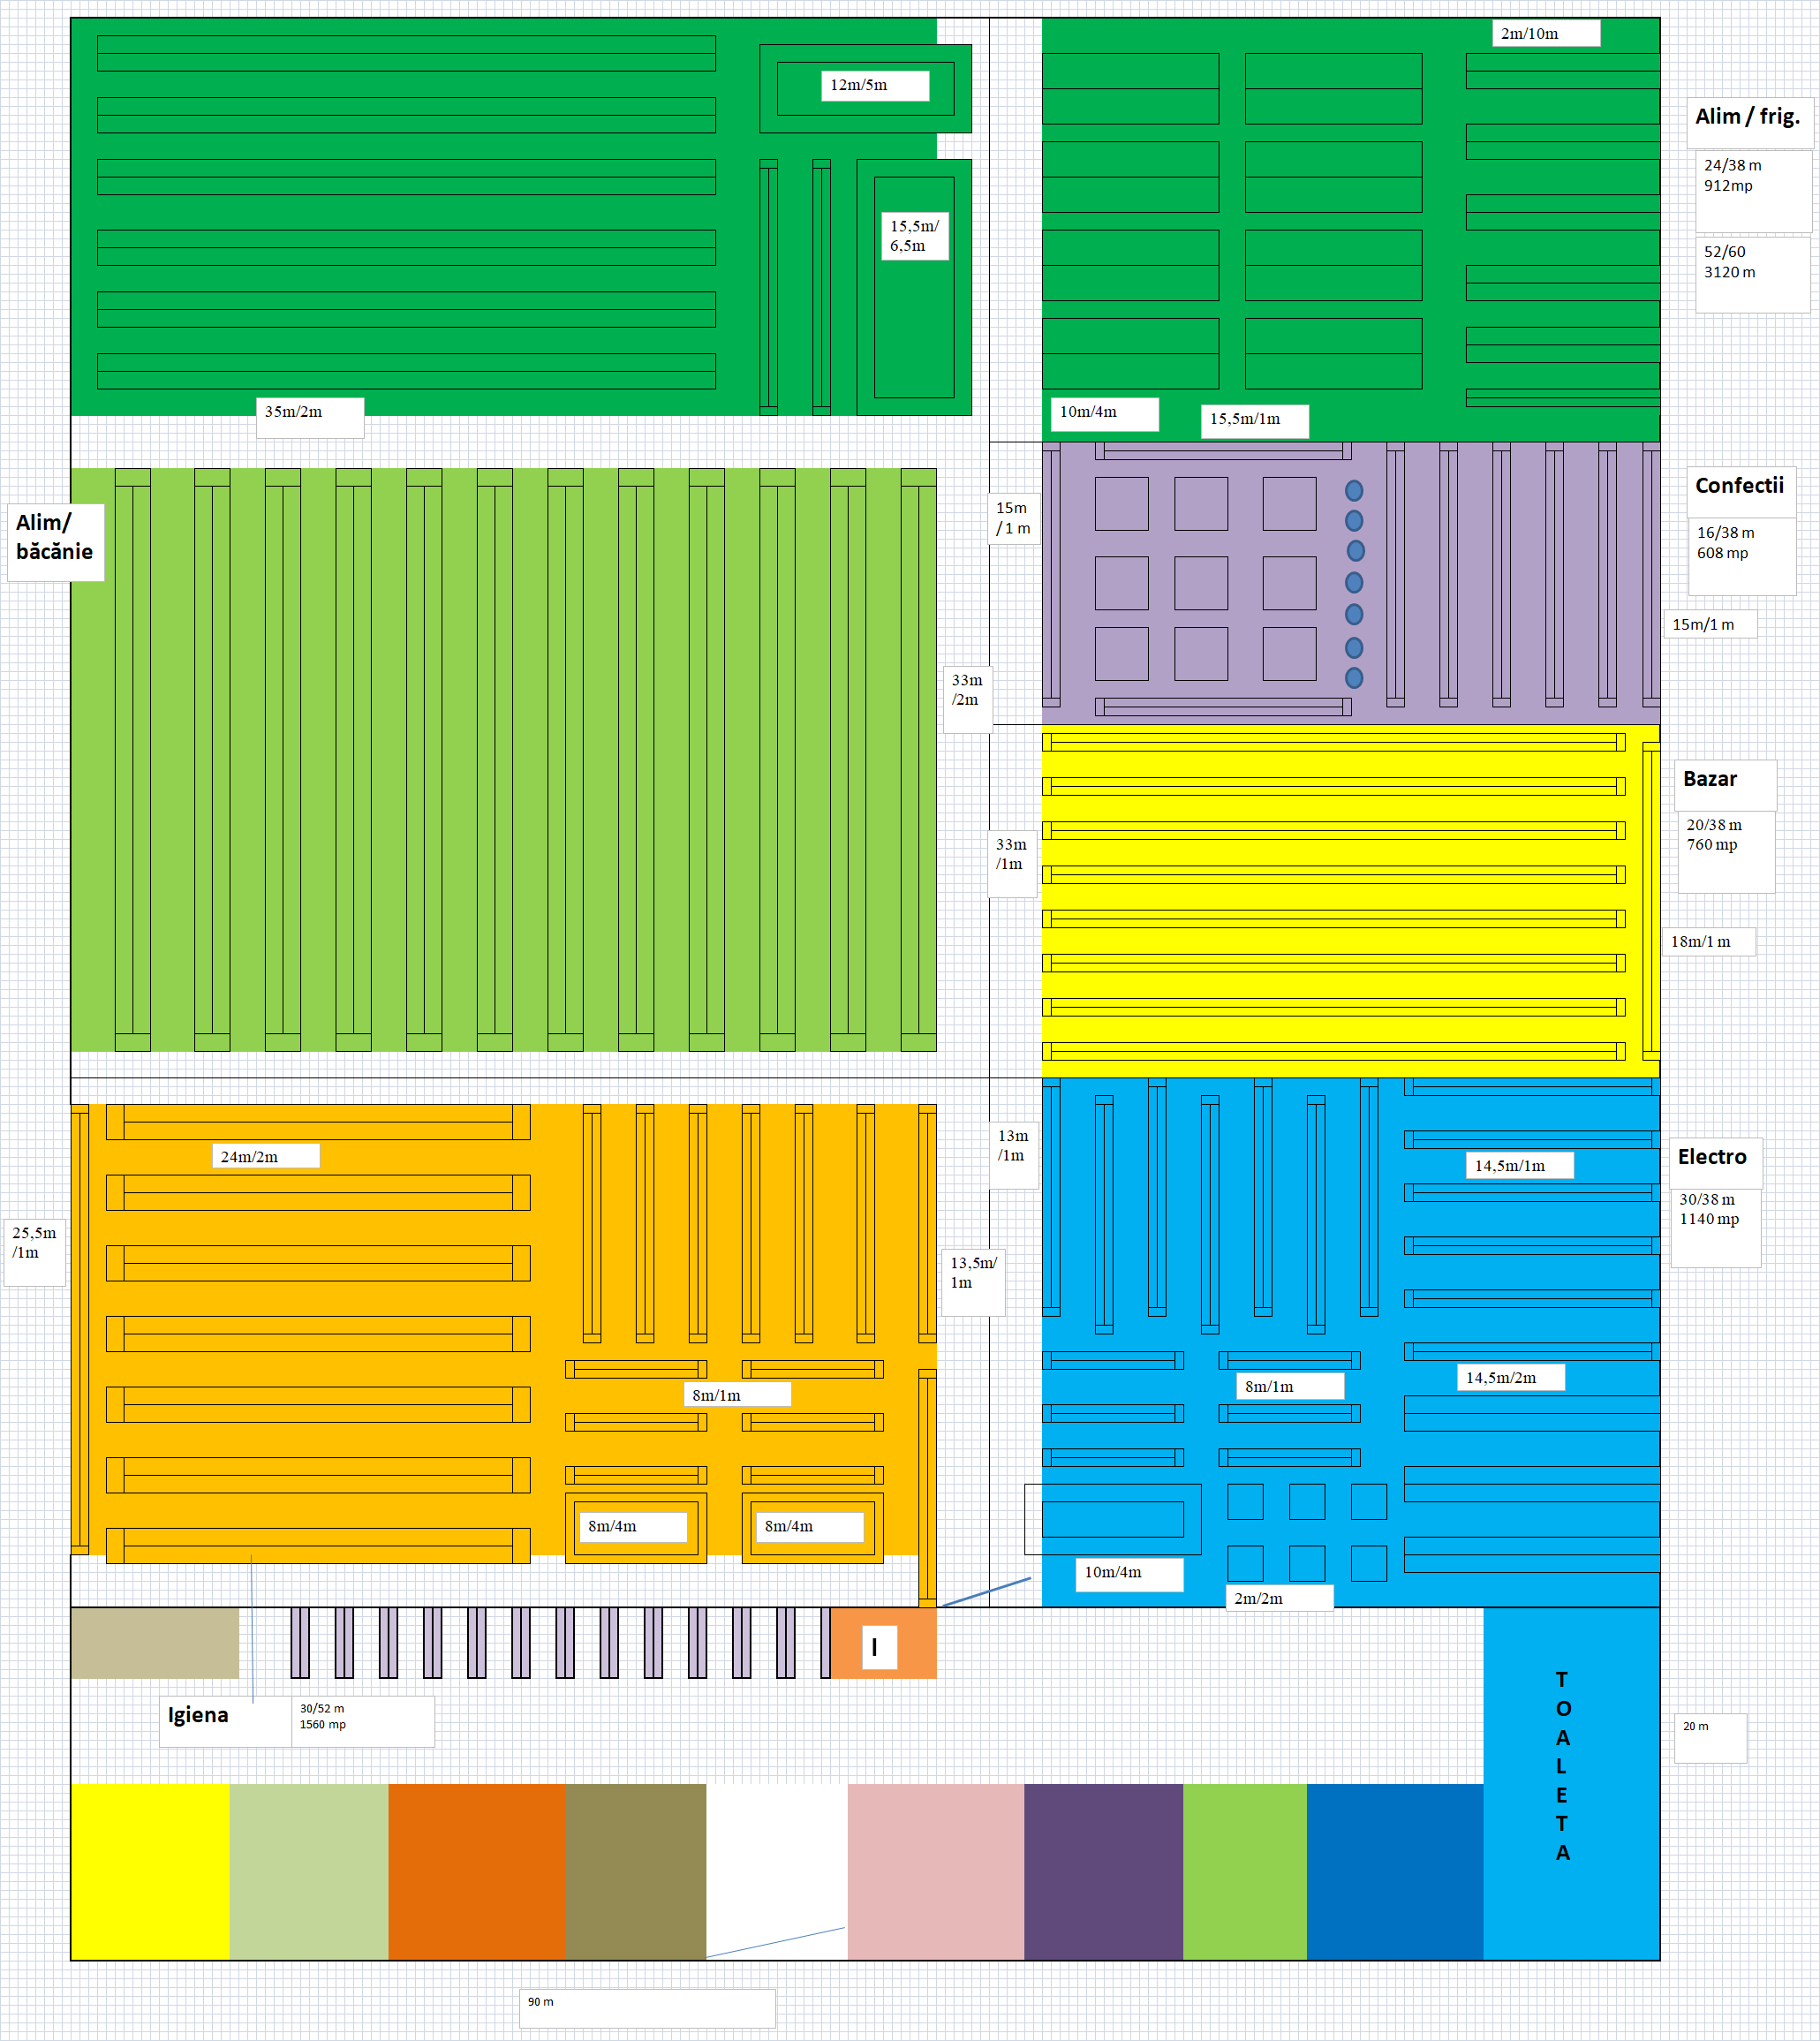 2m/10m
12m/5m
Alim / frig.
24/38 m
912mp
15,5m/
6,5m
52/60
3120 m
35m/2m
10m/4m
15,5m/1m
Confectii
16/38 m
608 mp
15m
/ 1 m
Alim/
băcănie
15m/1 m
33m
/2m
Bazar
20/38 m
760 mp
33m
/1m
18m/1 m
13m
/1m
24m/2m
14,5m/1m
Electro
30/38 m
1140 mp
25,5m
/1m
13,5m/
1m
8m/1m
8m/1m
14,5m/2m
8m/4m
8m/4m
10m/4m
2m/2m
I
Igiena
30/52 m
1560 mp
T
O
A
L
E
T
A
20 m
90 m